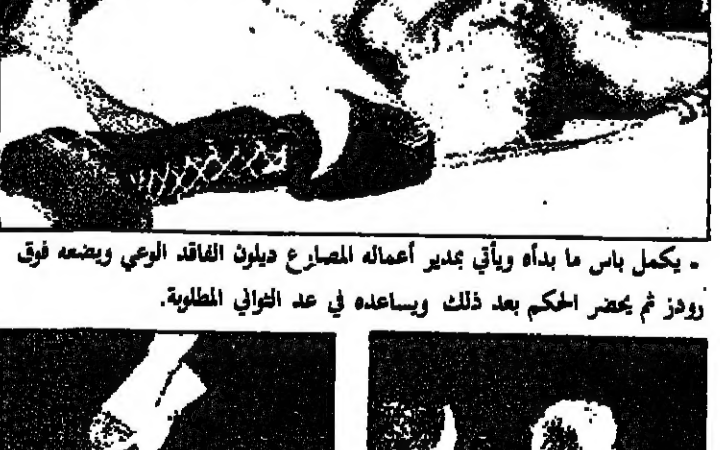 ـ يكمل باس ما بدأه ويأتي بمدير أعماله المصارع ديلون الفاقد الوعي ويضعه فوق
رودز ثم يحضر الحكم بعد ذلك ويساعده في عد الثواني المطلوبة.